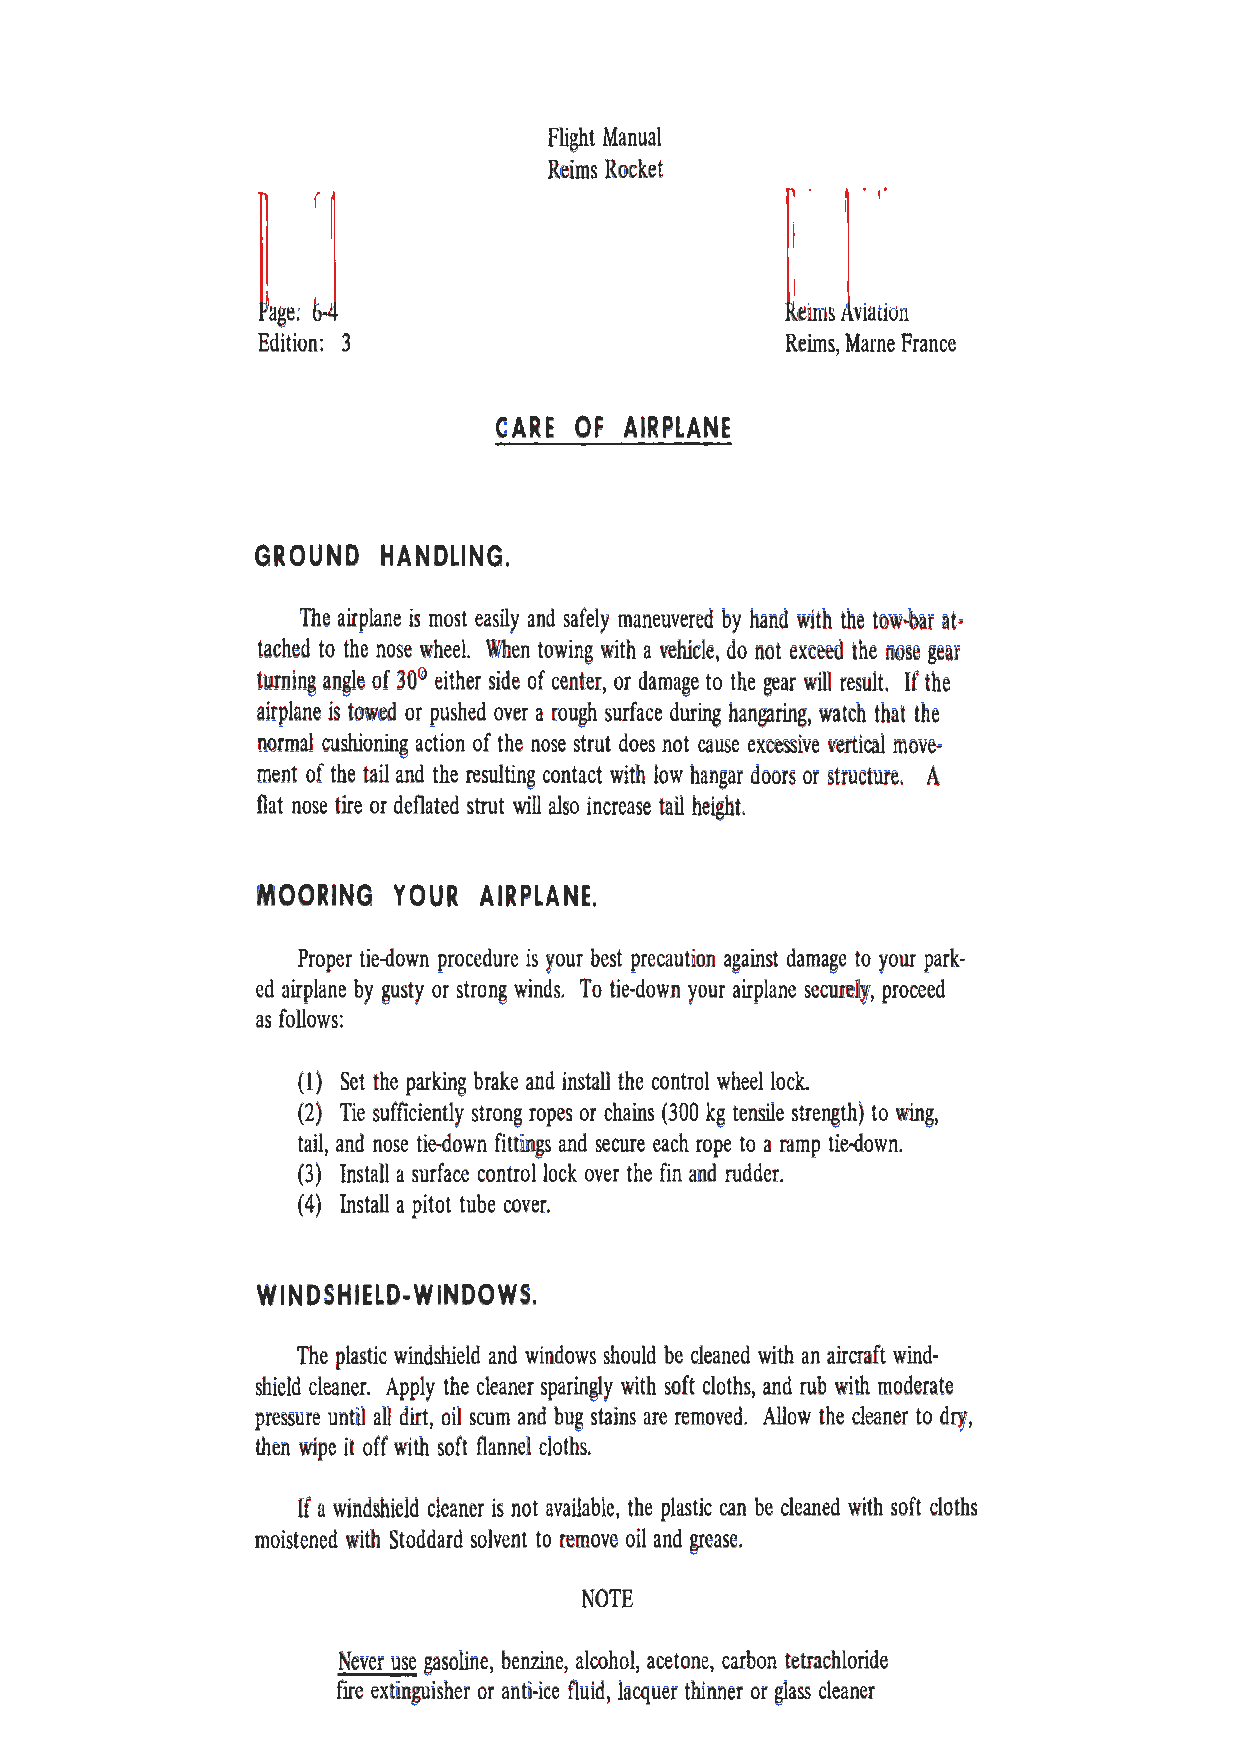 Flight Manual
Reims Rocket
Page: 6-4
Reims Aviation
Edition: 3
Reims, Marne France
CARE OF AIRPLANE
GROUND HANDLING.
The airplane is most easily and safely maneuvered by hand with the tow-bar at-
tached to the nose wheel. When towing with a vehicle, do not exceed the nose gear
turning angle of 30° either side of center, or damage to the gear will result. If the
airplane is towed or pushed over a rough surface during hangaring, watch that the
normal cushioning action of the nose strut does not cause excessive vertical move-
ment of the tail and the resulting contact with low hangar doors or structure. A
flat nose tire or deflated strut will also increase tail height.
MOORING YOUR AIRPLANE.
Proper tie-down procedure is your best precaution against damage to your park-
ed airplane by gusty or strong winds. To tie-down your airplane securely, proceed
as follows:
(1) Set the parking brake and install the control wheel lock.
(2) Tie sufficiently strong ropes or chains (300 kg tensile strength) to wing,
tail, and nose tie-down fittings and secure each rope to a ramp tie-down.
(3) Install a surface control lock over the fin and rudder.
(4) Install a pitot tube cover.
WINDSHIELD-WINDOWS.
The plastic windshield and windows should be cleaned with an aircraft wind-
shield cleaner. Apply the cleaner sparingly with soft cloths, and rub with moderate
pressure until all dirt, oil scum and bug stains are removed. Allow the cleaner to dry,
then wipe it off with soft flannel cloths.
If a windshield cleaner is not available, the plastic can be cleaned with soft cloths
moistened with Stoddard solvent to remove oil and grease.
NOTE
Never use gasoline, benzine, alcohol, acetone, carbon tetrachloride
fire extinguisher or anti-ice fluid, lacquer thinner or glass cleaner